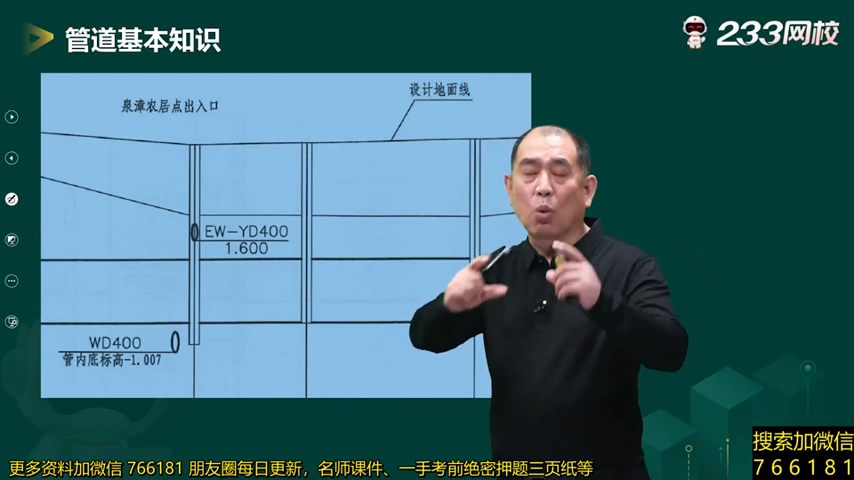 管道基本知识
233网校
泉漳农居点出入口
设计地面线
EW-YD400
1.600
WD400
管内底标高-1.007
搜索加微信
766181
更多资料加微信 766181 朋友圈每日更新，名师课件、一手考前绝密押题三页纸等